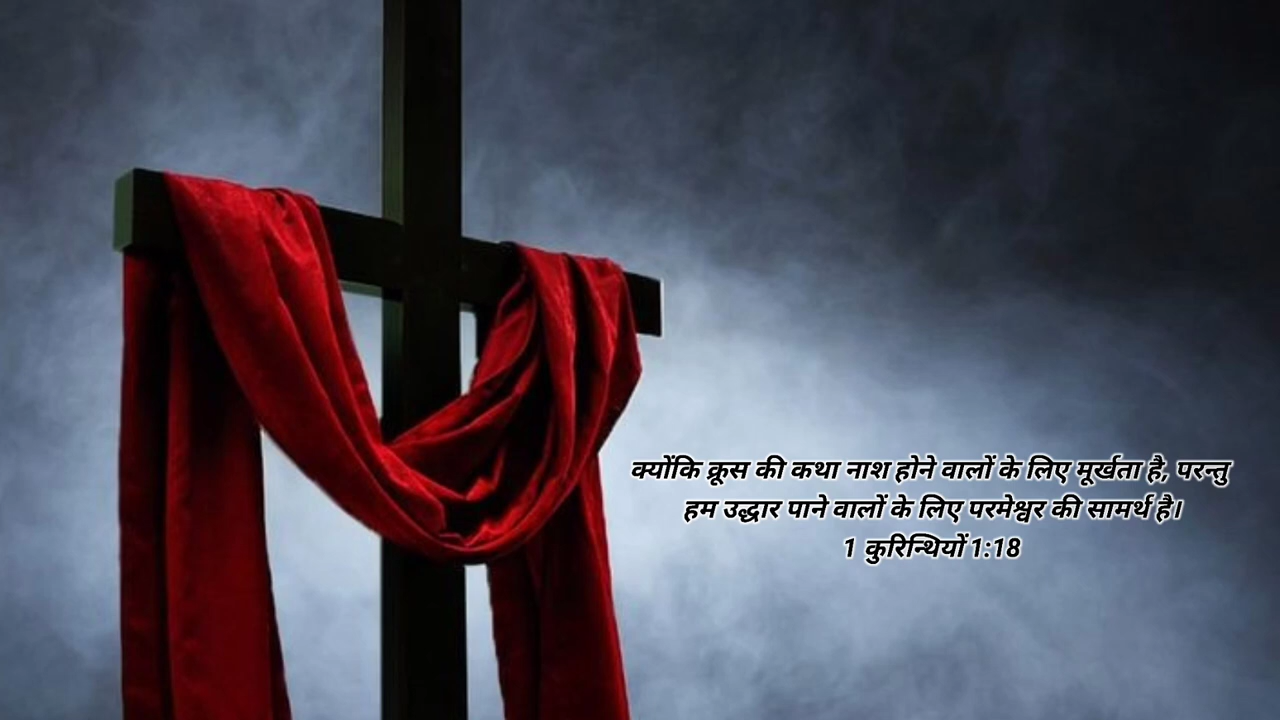 क्योंकि क्रूस की कथा नाश होने वालों के लिए मूर्खता है, परन्तु
हम उद्धार पाने वालों के लिए परमेश्वर की सामर्थ है।
1 कुरिन्थियों 1:18